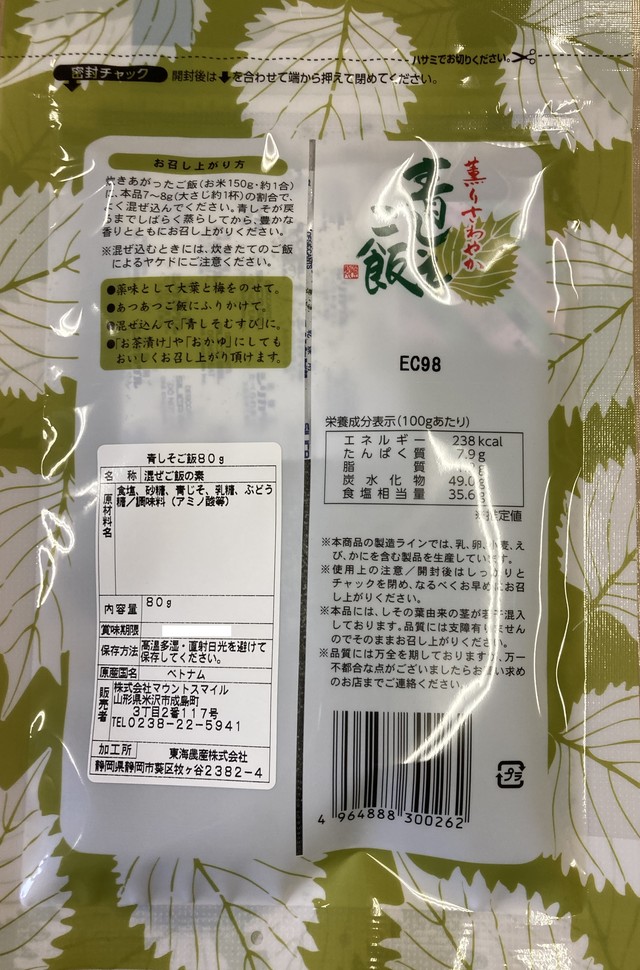 ハサミでお切りください。
密封チャック 開封後は⬇を合わせて端から押えて閉めてください。
お召し上がり方
炊きあがったご飯(お米150g・約1合)
に、本品7〜8g(大さじ約1杯)の割合で、
よく混ぜ込んでください。青しそが戻
るまでしばらく蒸らしてから、豊かな
香りとともにお召し上がりください。
※混ぜ込むときには、炊きたてのご飯
によるヤケドにご注意ください。
●薬味として大葉と梅をのせて。
●あつあつご飯にふりかけて。
●混ぜ込んで、「青しそむすび」に。
●「お茶漬け」や「おかゆ」にしても
おいしくお召し上がり頂けます。
青しそご飯80g
名称 混ぜご飯の素
原材料名 食塩、砂糖、青じそ、乳糖、ぶどう
糖/調味料(アミノ酸等)
内容量 80g
賞味期限
保存方法 高温多湿・直射日光を避けて
保存してください。
原産国名 ベトナム
販売者 株式会社マウントスマイル
山形県米沢市成島町
3丁目2番117号
TEL0238-22-5941
加工所 東海農産株式会社
静岡県静岡市葵区牧ヶ谷2382-4
薫りさわやか
青しそ
ご飯
EC98
栄養成分表示(100gあたり)
エネルギー 238kcal
たんぱく質 7.9g
脂質
炭水化物 49.0g
食塩相当量 35.6g
※推定値
※本商品の製造ラインでは、乳、卵、小麦、え
び、かにを含む製品を生産しています。
※使用上の注意/開封後はしっかりと
チャックを閉め、なるべくお早めにお召
し上がりください。
※本品には、しその葉由来の茎が若干混入
しております。品質には支障有りません
のでそのままお召し上がりください。
※品質には万全を期しておりますが、万一
不都合な点がございましたらお買い求め
のお店までご連絡ください。
プラ
4 964888 300262